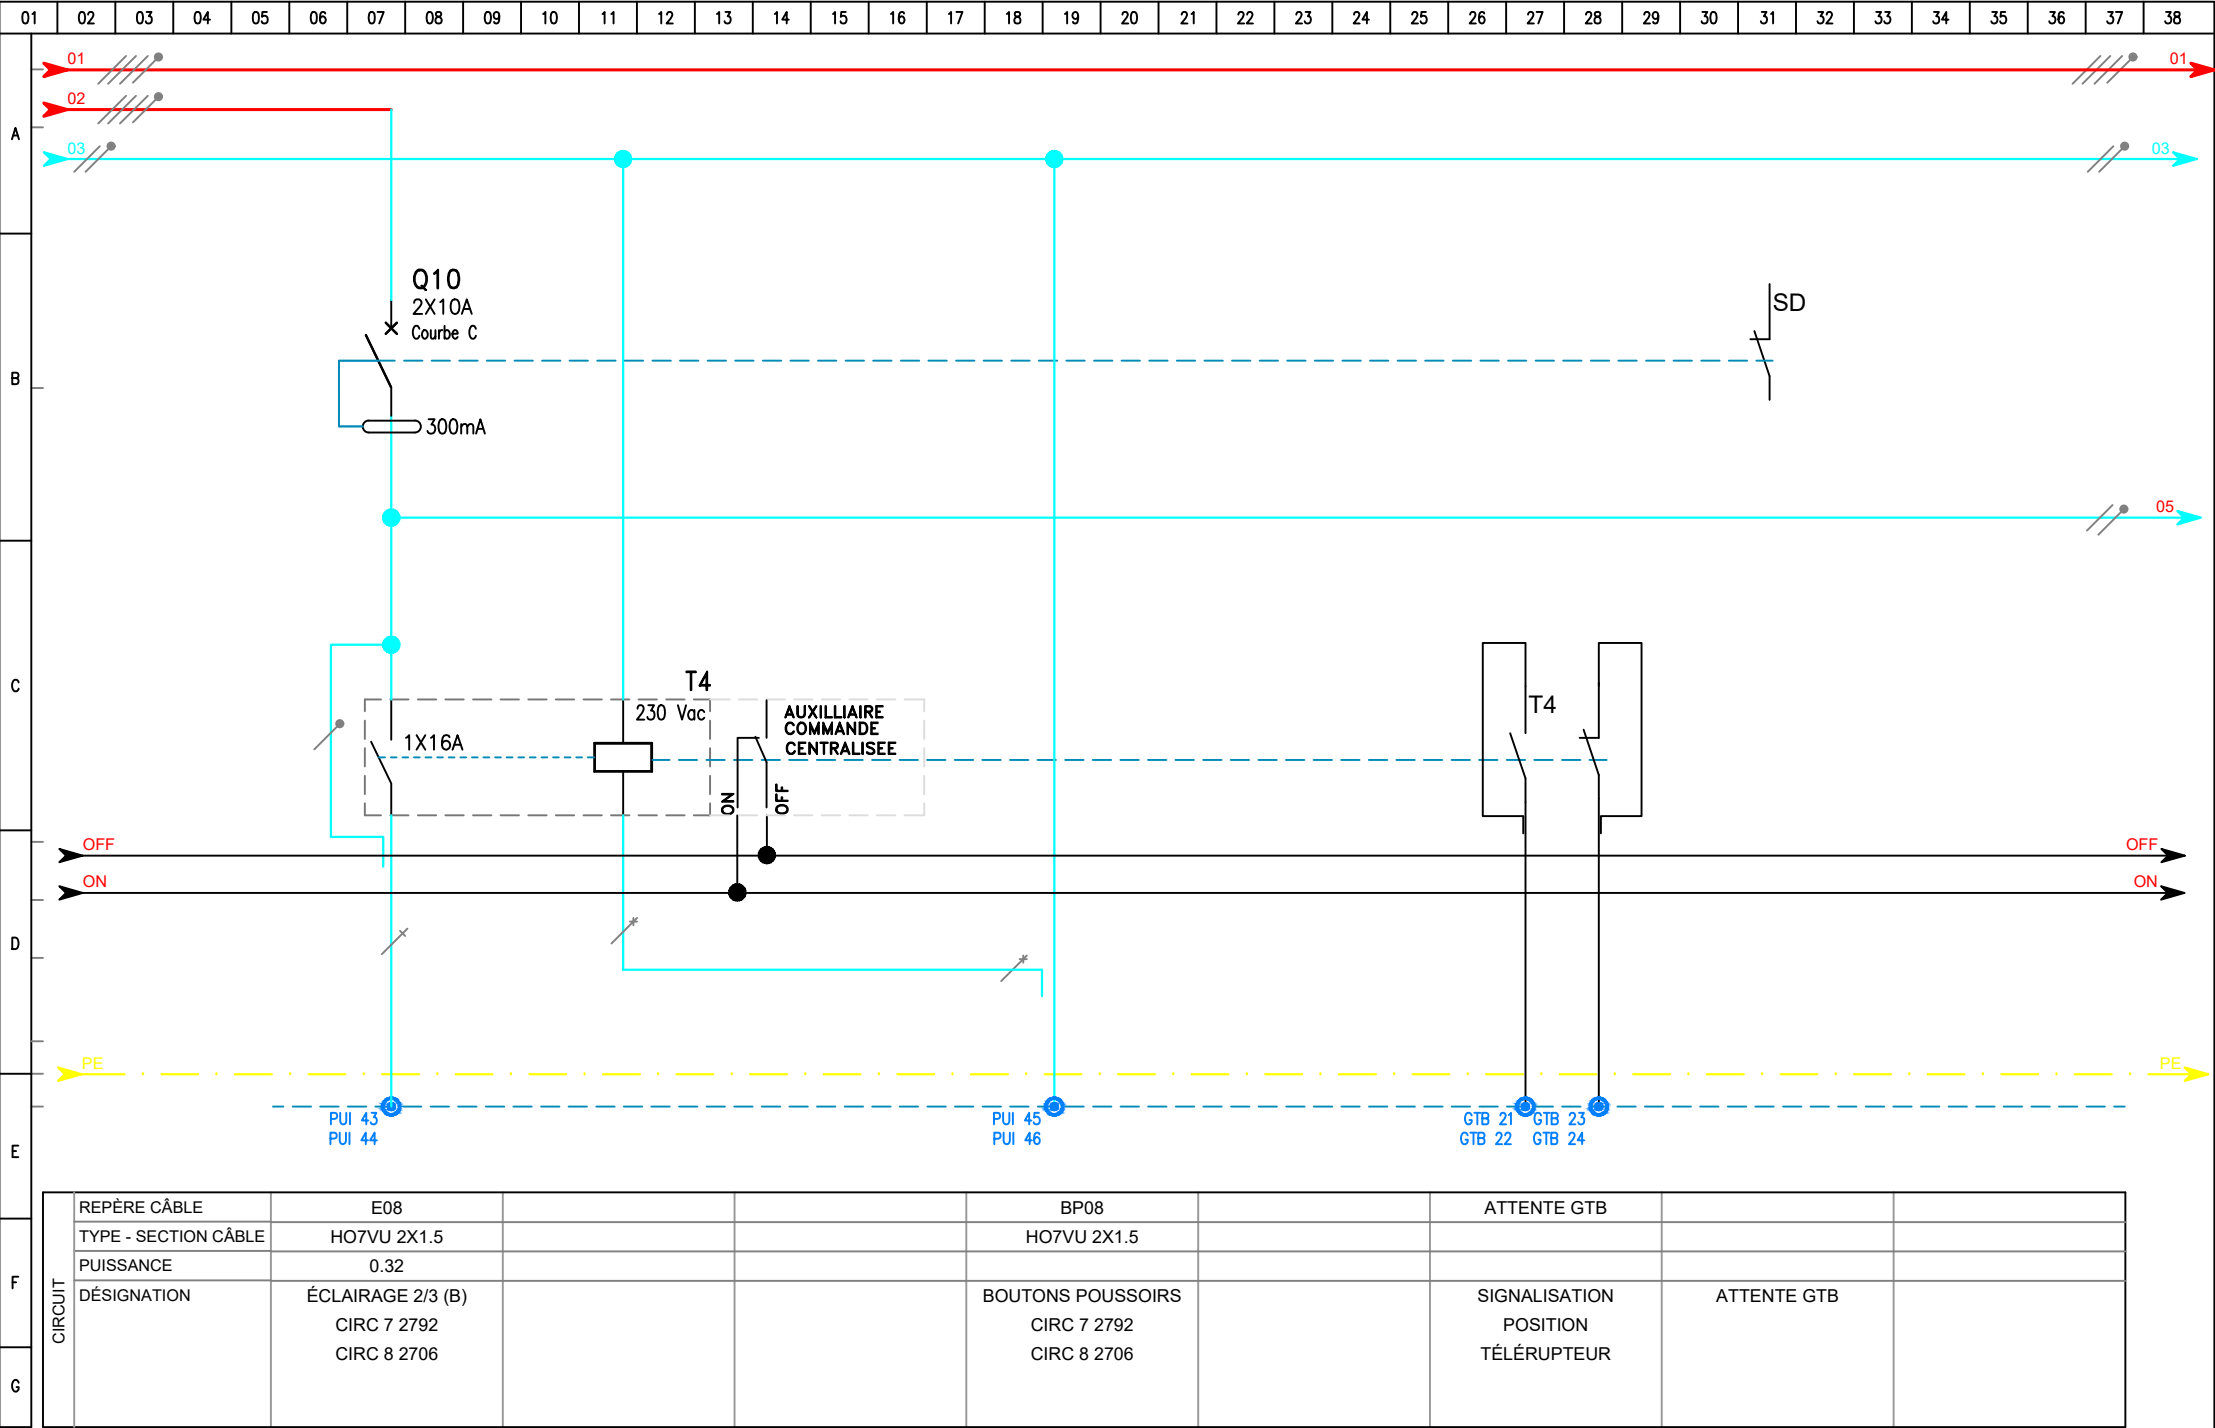 01 02 03 04 05 06 07 08 09 10 11 12 13 14 15 16 17 18 19 20 21 22 23 24 25 26 27 28 29 30 31 32 33 34 35 36 37 38
01 01
02
A
03 03
Q10
2X10A
Courbe C
SD
B
300mA
05
C
T4
230 Vac
AUXILLIAIRE
COMMANDE
CENTRALISEE
1X16A
T4
ON
OFF
OFF OFF
ON ON
D
PE PE
PUI 43
PUI 44
PUI 45
PUI 46
GTB 21
GTB 22
GTB 23
GTB 24
E
F
G
CIRCUIT
REPÈRE CÂBLE E08 BP08 ATTENTE GTB
TYPE - SECTION CÂBLE HO7VU 2X1.5 HO7VU 2X1.5
PUISSANCE 0.32
DÉSIGNATION ÉCLAIRAGE 2/3 (B) BOUTONS POUSSOIRS SIGNALISATION ATTENTE GTB
CIRC 7 2792 CIRC 7 2792 POSITION
CIRC 8 2706 CIRC 8 2706 TÉLÉRUPTEUR